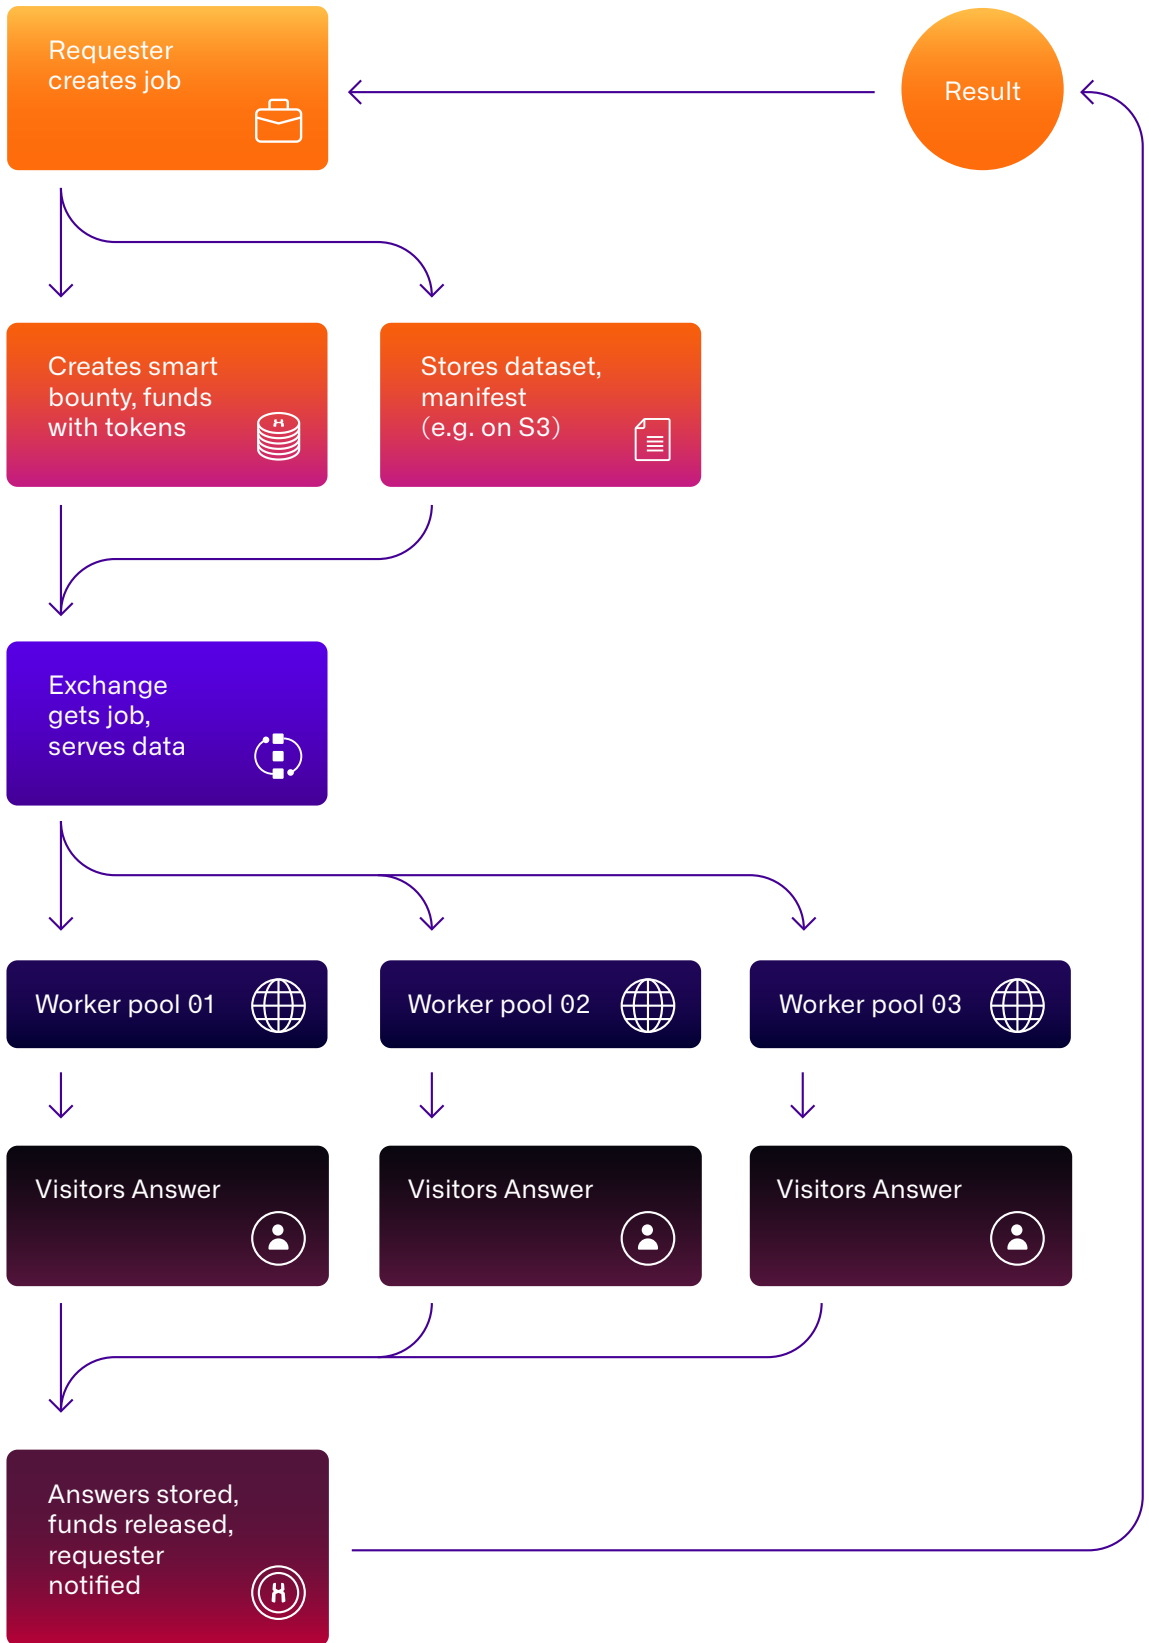 Requester
creates job
Result
Creates smart
bounty, funds
with tokens
Stores dataset,
manifest
(e.g. on S3)
Exchange
gets job,
serves data
Worker pool 01
Worker pool 02
Worker pool 03
Visitors Answer
Visitors Answer
Visitors Answer
Answers stored,
funds released,
requester
notified